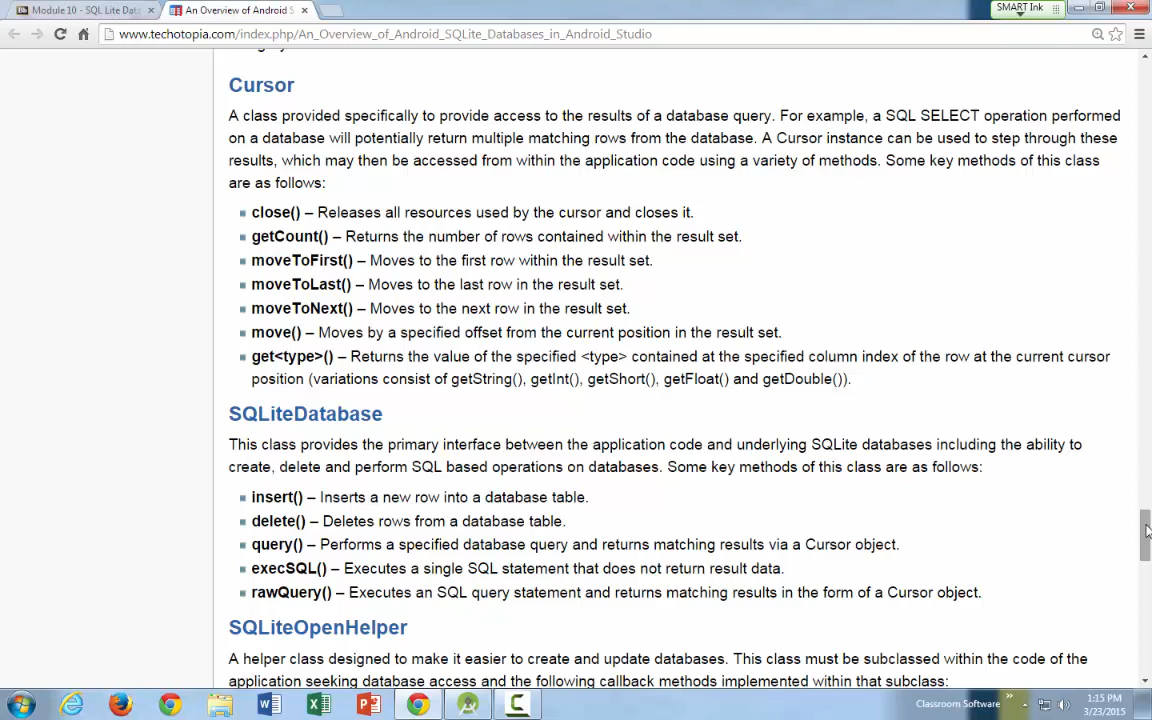 Module 10 - SQL Lite Data
An Overview of Android S
SMART Ink
www.techotopia.com/index.php/An_Overview_of_Android_SQLite_Databases_in_Android_Studio
Cursor
A class provided specifically to provide access to the results of a database query. For example, a SQL SELECT operation performed
on a database will potentially return multiple matching rows from the database. A Cursor instance can be used to step through these
results, which may then be accessed from within the application code using a variety of methods. Some key methods of this class
are as follows:
close() – Releases all resources used by the cursor and closes it.
getCount() – Returns the number of rows contained within the result set.
moveToFirst() – Moves to the first row within the result set.
moveToLast() – Moves to the last row in the result set.
moveToNext() – Moves to the next row in the result set.
move() – Moves by a specified offset from the current position in the result set.
get<type>() – Returns the value of the specified <type> contained at the specified column index of the row at the current cursor
position (variations consist of getString(), getInt(), getShort(), getFloat() and getDouble()).
SQLiteDatabase
This class provides the primary interface between the application code and underlying SQLite databases including the ability to
create, delete and perform SQL based operations on databases. Some key methods of this class are as follows:
insert() – Inserts a new row into a database table.
delete() – Deletes rows from a database table.
query() – Performs a specified database query and returns matching results via a Cursor object.
execSQL() – Executes a single SQL statement that does not return result data.
rawQuery() – Executes an SQL query statement and returns matching results in the form of a Cursor object.
SQLiteOpenHelper
A helper class designed to make it easier to create and update databases. This class must be subclassed within the code of the
application seeking database access and the following callback methods implemented within that subclass:
Classroom Software
1:15 PM
3/23/2015